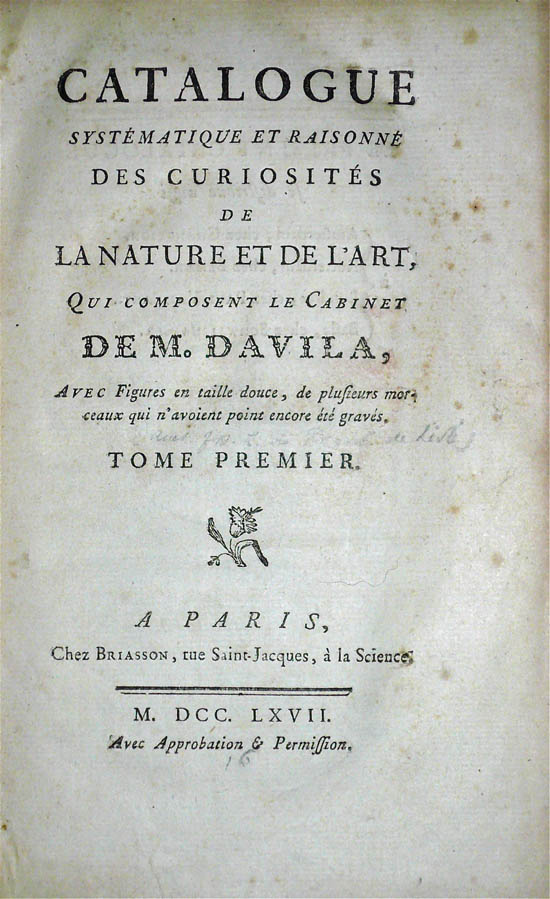 CATALOGUE
SYSTÉMATIQUE ET RAISONNÉ
DES CURIOSITÉS
DE
LA NATURE ET DE L'ART,
QUI COMPOSENT LE CABINET
DE M. DAVILA,
AVEC Figures en taille douce, de pluſieurs mor-
ceaux qui n'avoient point encore été gravés.
de Lisle
TOME PREMIER.
A PARIS,
Chez BRIASSON, rue Saint-Jacques, à la Science.
M. DCC. LXVII.
Avec Approbation & Permiſſion.